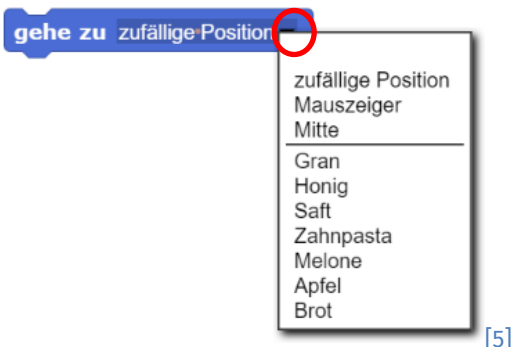 gehe zu zufällige Position
zufällige Position
Mauszeiger
Mitte
Gran
Honig
Saft
Zahnpasta
Melone
Apfel
Brot
[5]